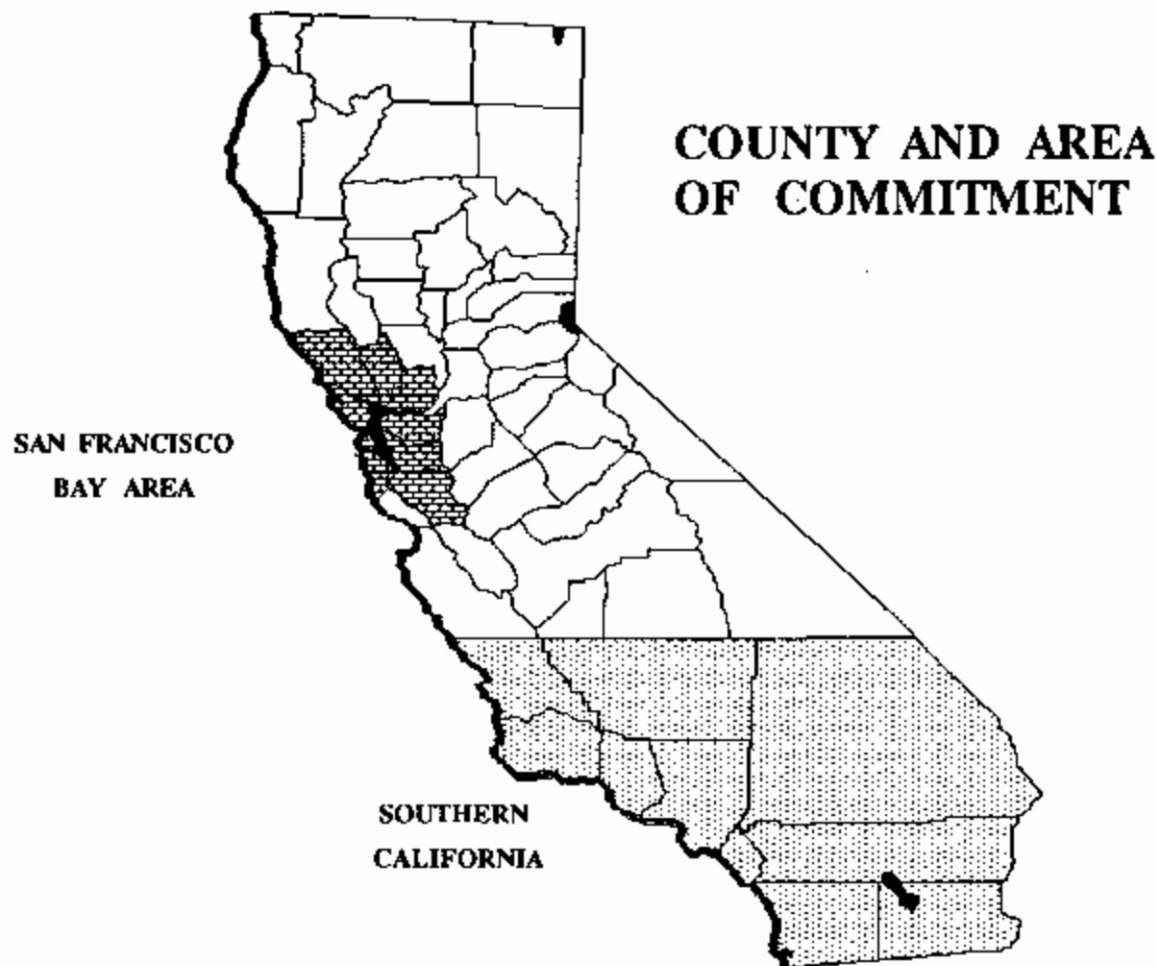 COUNTY AND AREA
OF COMMITMENT
SAN FRANCISCO
BAY AREA
SOUTHERN
CALIFORNIA